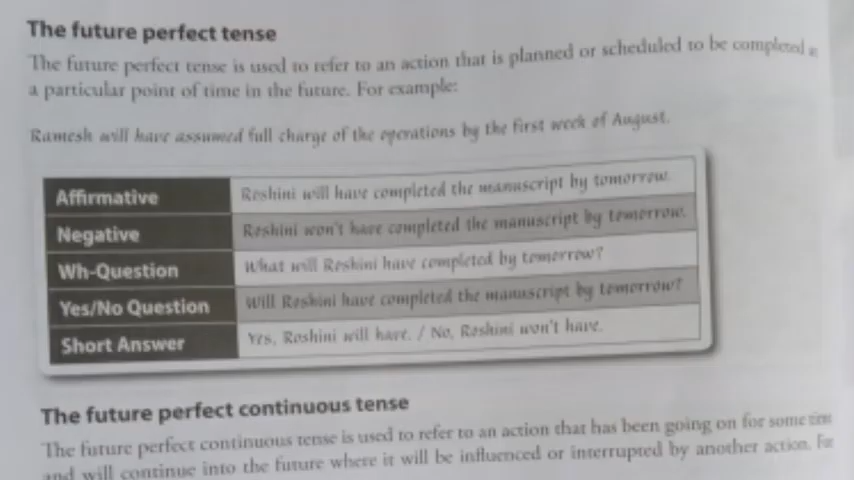 The future perfect tense
The future perfect tense is used to refer to an action that is planned or scheduled to be completed
a particular point of time in the future. For example:
Ramesh will have assumed full charge of the operations by the first week of August.
Affirmative Roshini will have completed the manuscript by tomorrow.
Negative Roshini won't have completed the manuscript by tomorrow.
Wh-Question What will Roshini have completed by tomorrow?
Yes/No Question Will Roshini have completed the manuscript by tomorrow?
Short Answer Yes, Roshini will have. / No, Roshini won't have.
The future perfect continuous tense
The future perfect continuous tense is used to refer to an action that has been going on for some time
and will continue into the future where it will be influenced or interrupted by another action. For